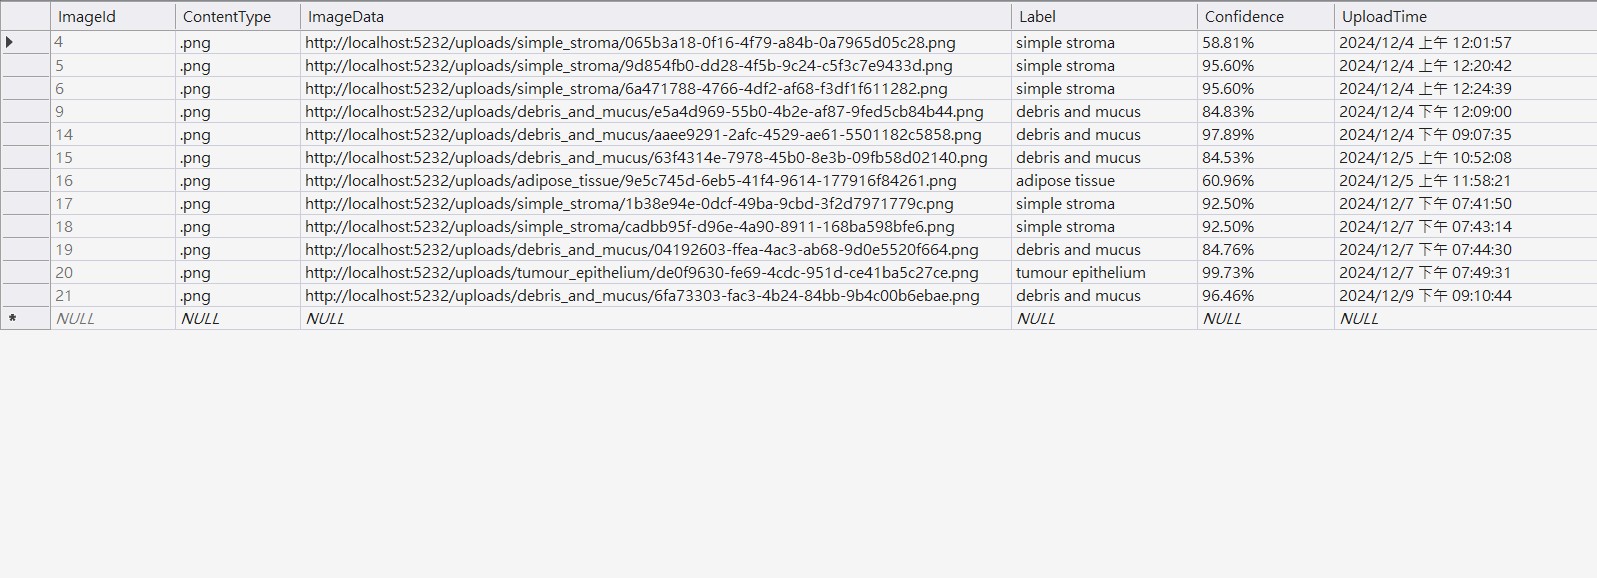 ImageId ContentType ImageData Label Confidence UploadTime
4 .png http://localhost:5232/uploads/simple_stroma/065b3a18-0f16-4f79-a84b-0a7965d05c28.png simple stroma 58.81% 2024/12/4 上午 12:01:57
5 .png http://localhost:5232/uploads/simple_stroma/9d854fb0-dd28-4f5b-9c24-c5f3c7e9433d.png simple stroma 95.60% 2024/12/4 上午 12:20:42
6 .png http://localhost:5232/uploads/simple_stroma/6a471788-4766-4df2-af68-f3df1f611282.png simple stroma 95.60% 2024/12/4 上午 12:24:39
9 .png http://localhost:5232/uploads/debris_and_mucus/e5a4d969-55b0-4b2e-af87-9fed5cb84b44.png debris and mucus 84.83% 2024/12/4 下午 12:09:00
14 .png http://localhost:5232/uploads/debris_and_mucus/aaee9291-2afc-4529-ae61-5501182c5858.png debris and mucus 97.89% 2024/12/4 下午 09:07:35
15 .png http://localhost:5232/uploads/debris_and_mucus/63f4314e-7978-45b0-8e3b-09fb58d02140.png debris and mucus 84.53% 2024/12/5 上午 10:52:08
16 .png http://localhost:5232/uploads/adipose_tissue/9e5c745d-6eb5-41f4-9614-177916f84261.png adipose tissue 60.96% 2024/12/5 上午 11:58:21
17 .png http://localhost:5232/uploads/simple_stroma/1b38e94e-0dcf-49ba-9cbd-3f2d7971779c.png simple stroma 92.50% 2024/12/7 下午 07:41:50
18 .png http://localhost:5232/uploads/simple_stroma/cadbb95f-d96e-4a90-8911-168ba598bfe6.png simple stroma 92.50% 2024/12/7 下午 07:43:14
19 .png http://localhost:5232/uploads/debris_and_mucus/04192603-ffea-4ac3-ab68-9d0e5520f664.png debris and mucus 84.76% 2024/12/7 下午 07:44:30
20 .png http://localhost:5232/uploads/tumour_epithelium/de0f9630-fe69-4cdc-951d-ce41ba5c27ce.png tumour epithelium 99.73% 2024/12/7 下午 07:49:31
21 .png http://localhost:5232/uploads/debris_and_mucus/6fa73303-fac3-4b24-84bb-9b4c00b6ebae.png debris and mucus 96.46% 2024/12/9 下午 09:10:44
* NULL NULL NULL NULL NULL NULL